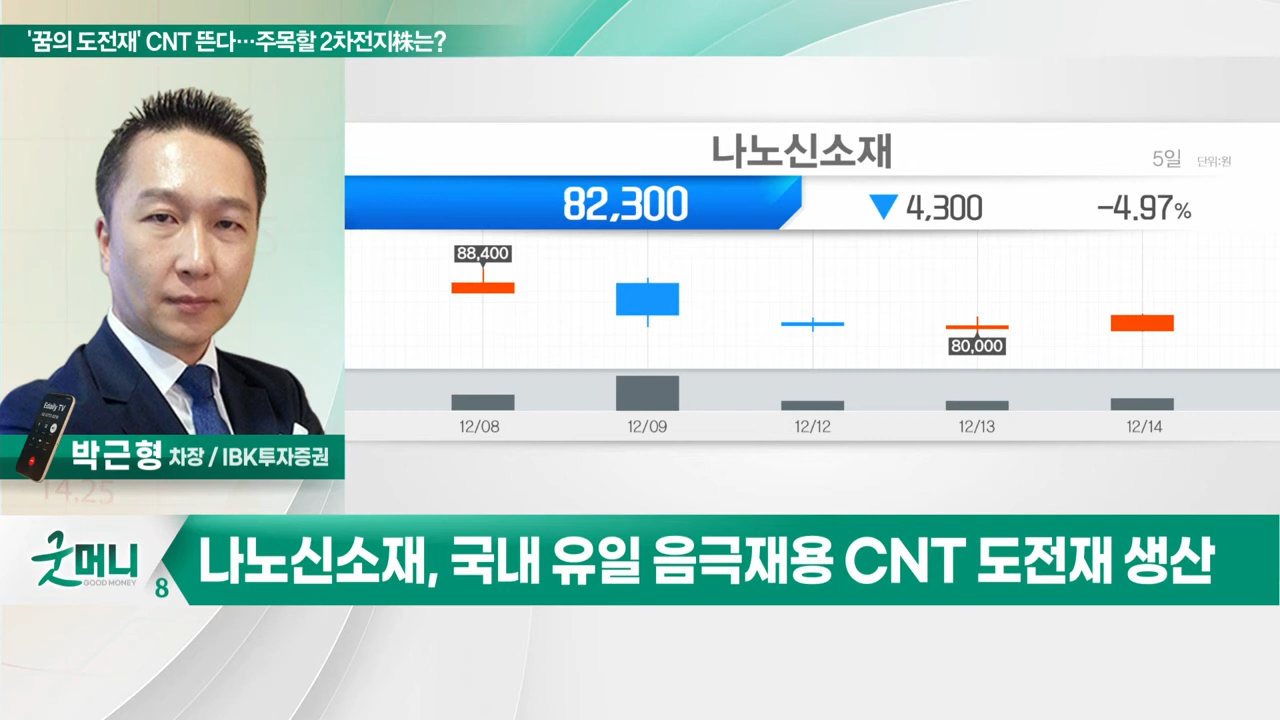 '꿈의 도전재' CNT 뜬다…주목할 2차전지株는?
나노신소재
5일 단위:원
82,300
▼ 4,300
-4.97%
88,400
80,000
12/08
12/09
12/12
12/13
12/14
Edaily TV
박근형 차장 / IBK투자증권
14.25
굿머니
GOOD MONEY
8
나노신소재, 국내 유일 음극재용 CNT 도전재 생산